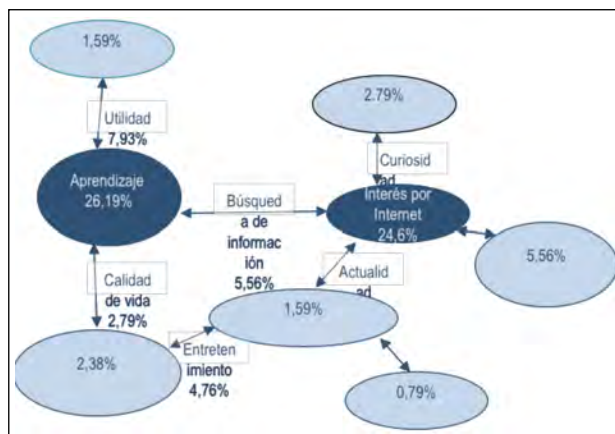 1,59%
2.79%
Utilidad
7,93%
Curiosid
ad
Aprendizaje
26,19%
Búsqued
a de
informac
ión
5,56%
Interés por
Internet
24,6%
5,56%
Calidad
de vida
2,79%
Actualid
ad
1,59%
2,38%
Entreten
imiento
4,76%
0,79%